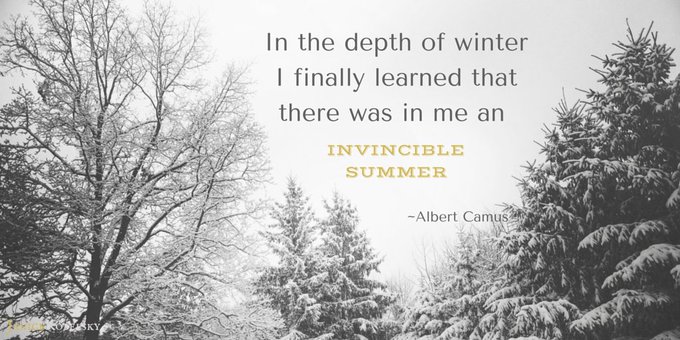 In the depth of winter
I finally learned that
there was in me an
INVINCIBLE
SUMMER
~Albert Camus